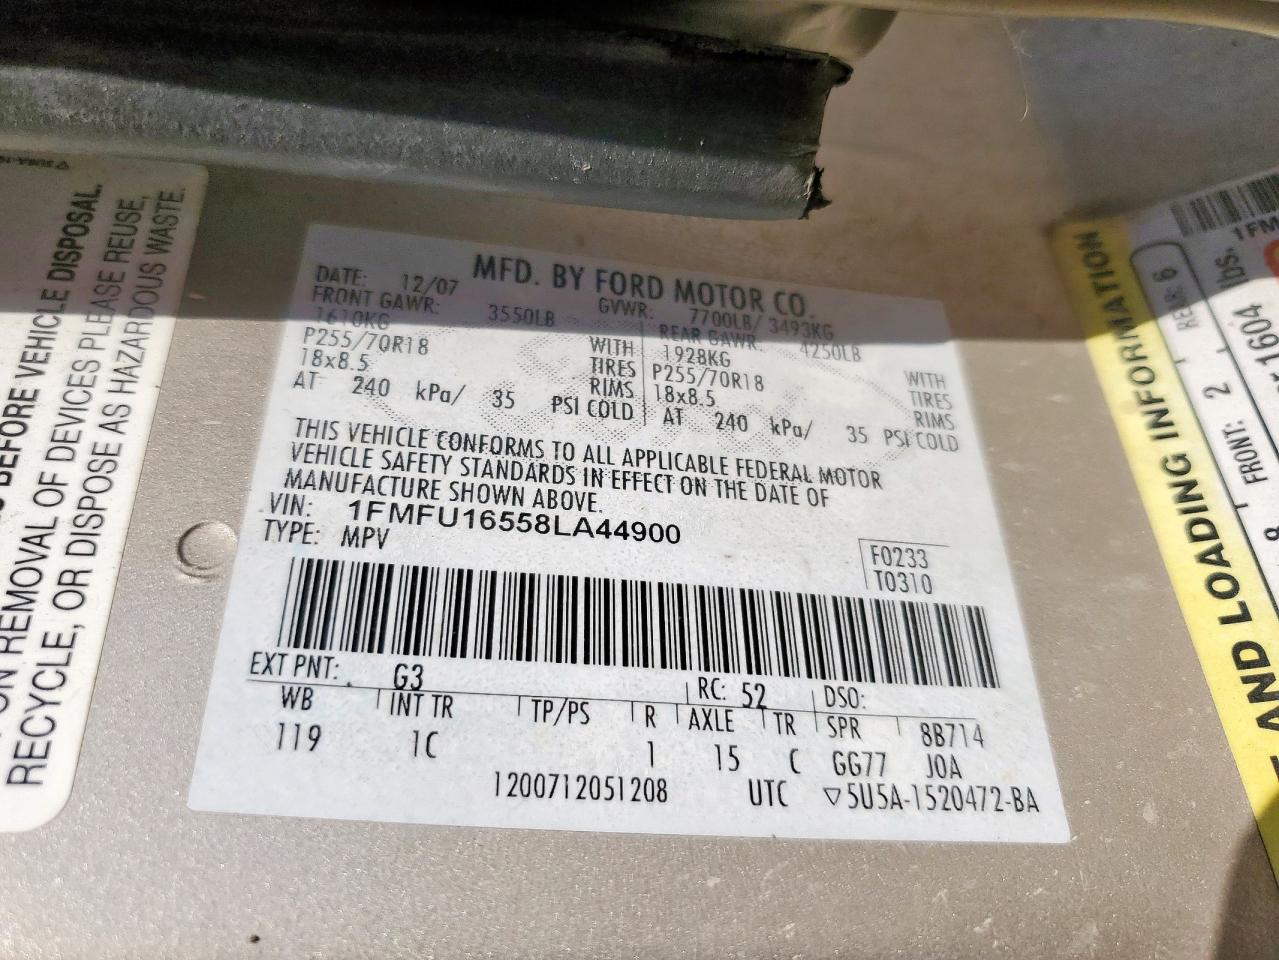 MFD. BY FORD MOTOR CO.
DATE: 12/07 GVWR: 7700LB/ 3493KG
FRONT GAWR: 3550LB REAR GAWR: 4250LB
1610KG WITH 1928KG WITH
P255/70R18 TIRES P255/70R18 TIRES
18x8.5 RIMS 18x8.5 RIMS
AT 240 kPa/ 35 PSI COLD AT 240 kPa/ 35 PSI COLD
THIS VEHICLE CONFORMS TO ALL APPLICABLE FEDERAL MOTOR
VEHICLE SAFETY STANDARDS IN EFFECT ON THE DATE OF
MANUFACTURE SHOWN ABOVE.
VIN: 1FMFU16558LA44900
TYPE: MPV
F0233
T0310
EXT PNT: G3 RC: 52 DSO:
WB INT TR TP/PS R AXLE TR SPR 8B714
119 1C 1 15 C GG77 JOA
1200712051208 UTC ▽5U5A-1520472-BA
BEFORE VEHICLE DISPOSAL.
ON REMOVAL OF DEVICES PLEASE REUSE,
RECYCLE, OR DISPOSE AS HAZARDOUS WASTE.
AND LOADING INFORMATION
FRONT: 2 REAR: 6
1604 lbs.
1FM